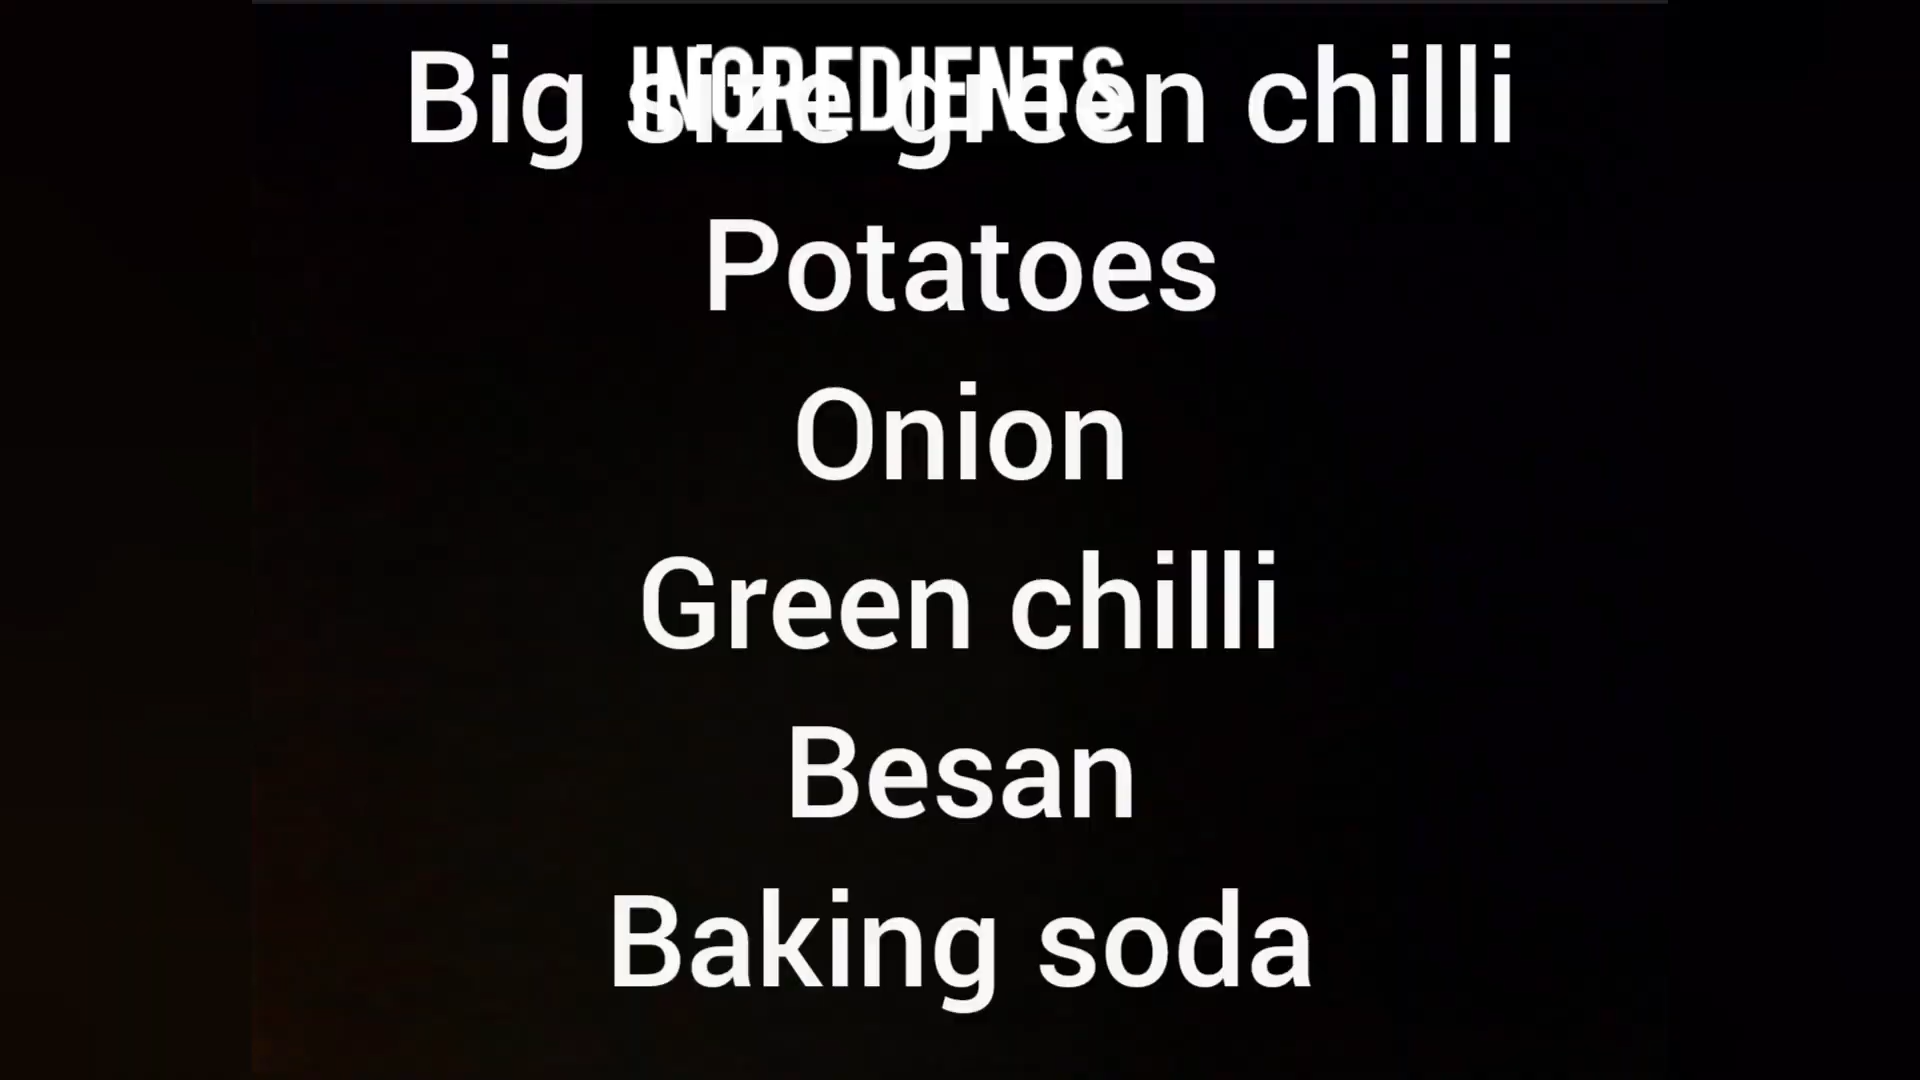 INGREDIENTS
Big size green chilli
Potatoes
Onion
Green chilli
Besan
Baking soda